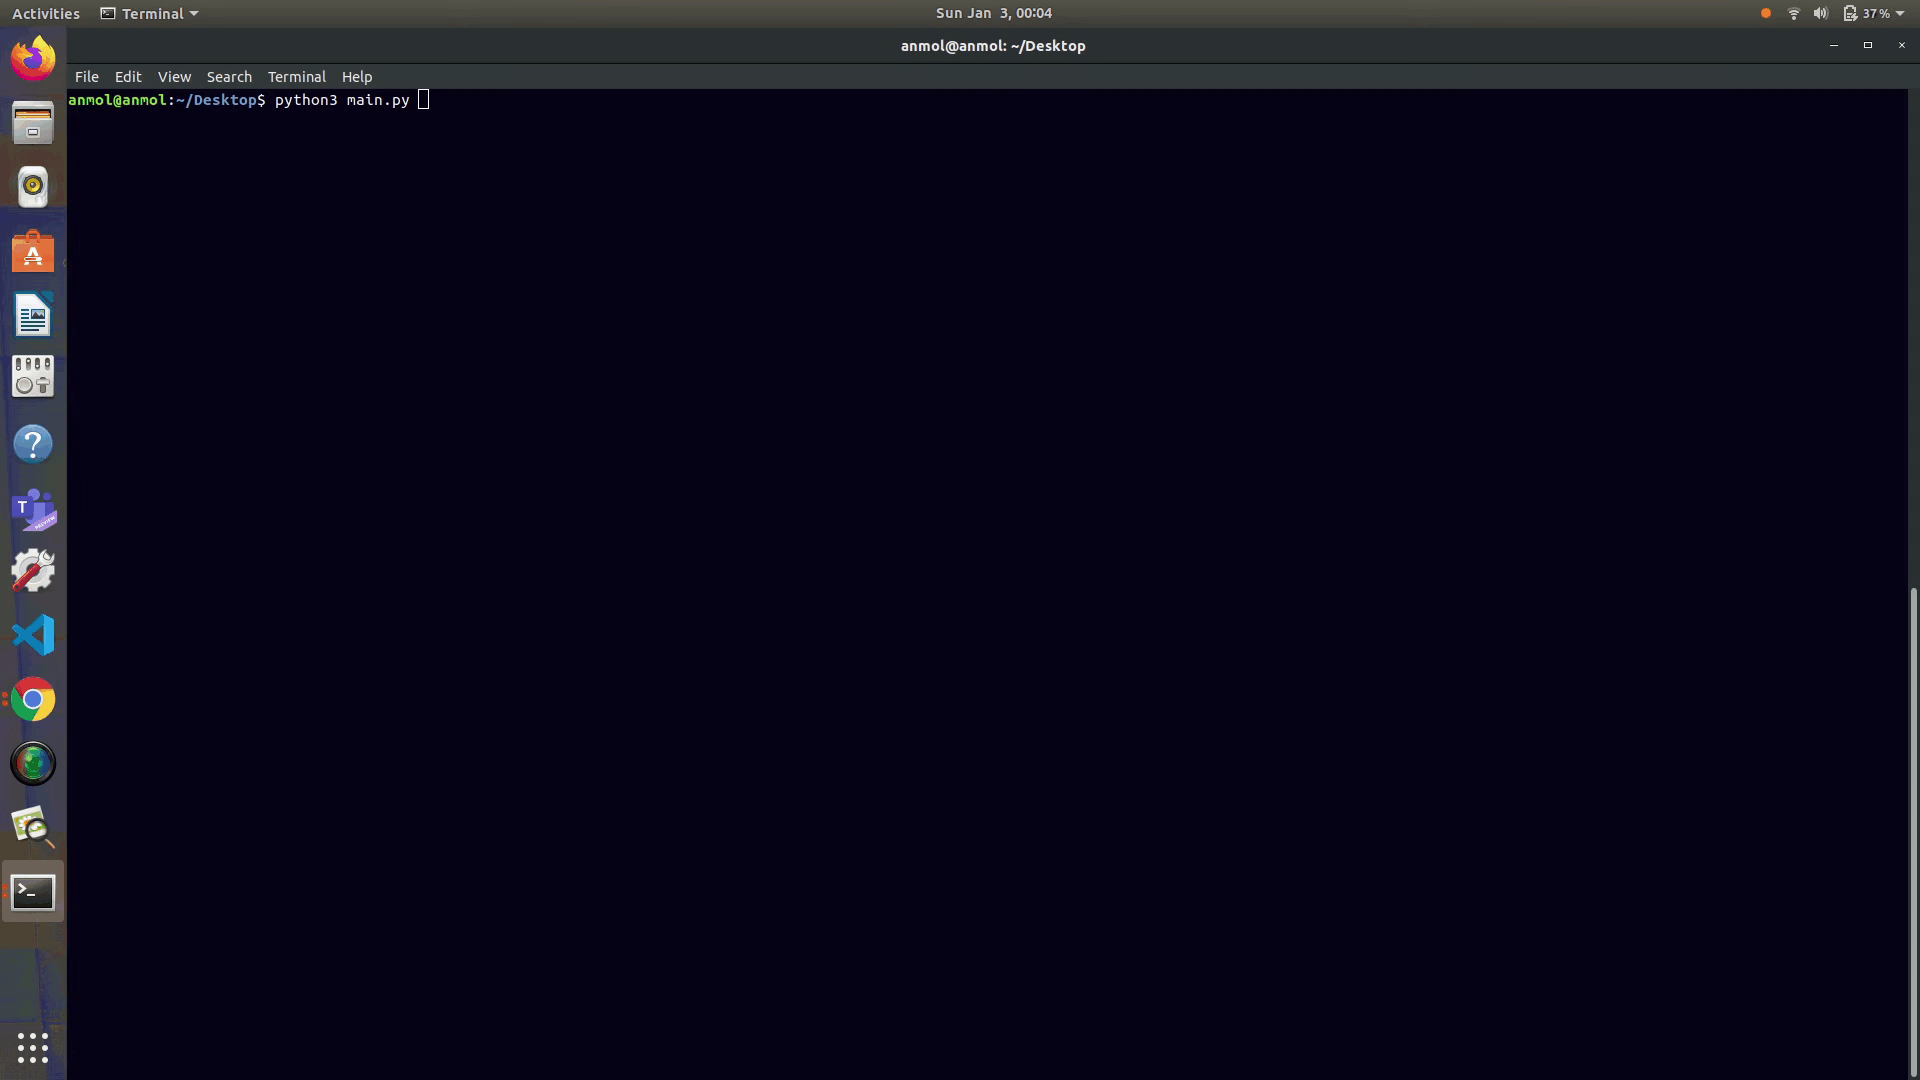 Activities Terminal Sun Jan 3, 00:04 37%
anmol@anmol: ~/Desktop
File Edit View Search Terminal Help
anmol@anmol:~/Desktop$ python3 main.py
A
?
T
PREVIEW
>_